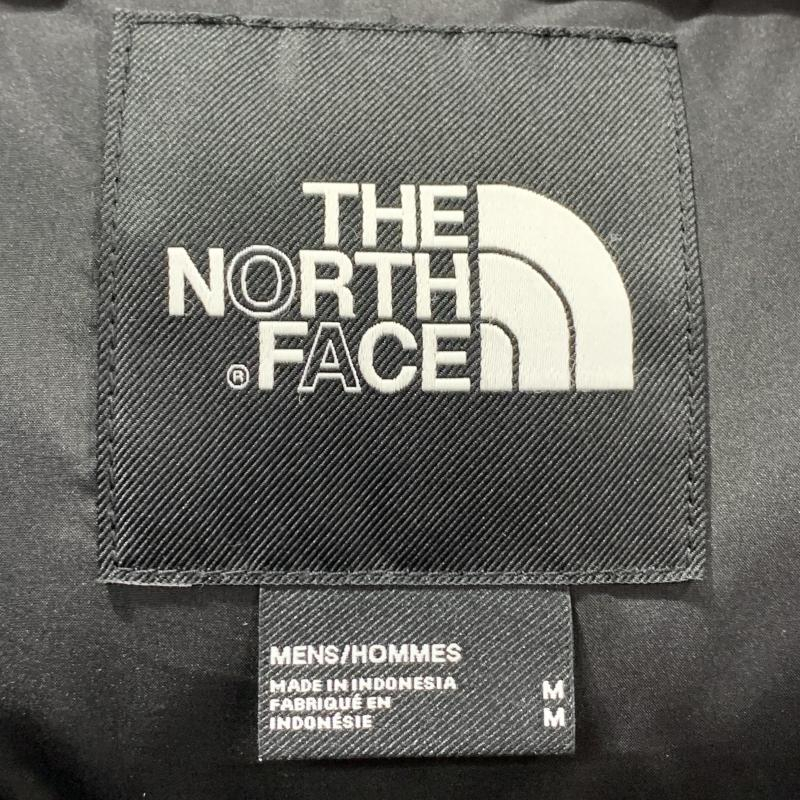 THE
NORTH
® FACE
MENS/HOMMES
MADE IN INDONESIA M
FABRIQUÉ EN
INDONÉSIE M